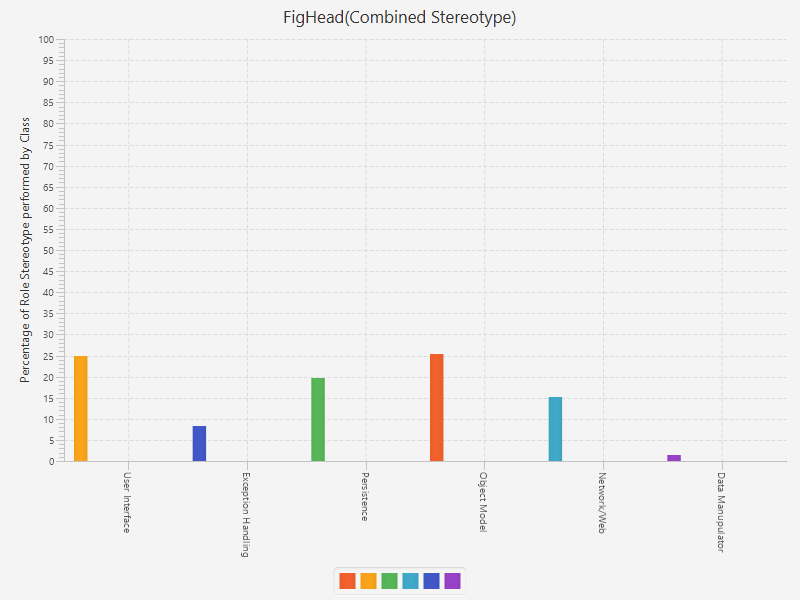 FigHead(Combined Stereotype)
Percentage of Role Stereotype performed by Class
100
95
90
85
80
75
70
65
60
55
50
45
40
35
30
25
20
15
10
5
0
User Interface
Exception Handling
Persistence
Object Model
Network/Web
Data Manupulator